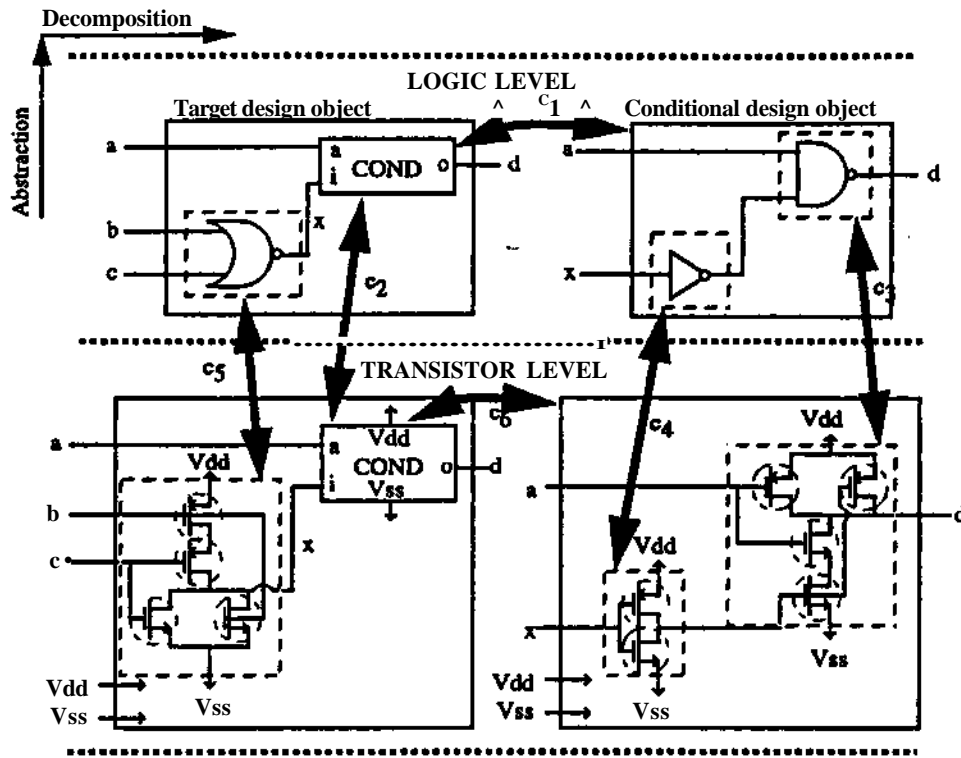 Decomposition
Abstraction
LOGIC LEVEL
Target design object
^ c1 ^
Conditional design object
a
a
i
COND
o
d
b
c
x
a
d
x
c2
c3
c5
TRANSISTOR LEVEL
c6
c4
a
Vdd
a
COND
o
d
i
Vss
Vdd
b
c
x
Vdd
a
d
Vdd
x
Vss
Vdd
Vss
Vss
Vdd
Vss
Vss